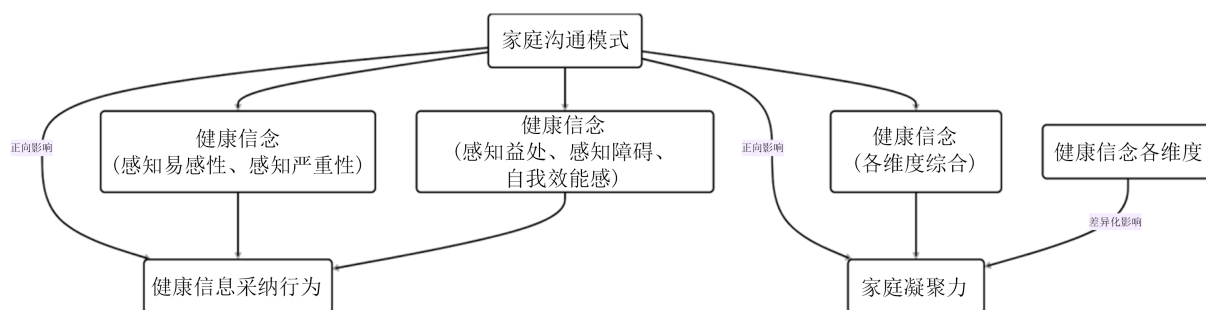 家庭沟通模式
健康信念
(感知易感性、感知严重性)
健康信念
(感知益处、感知障碍、
自我效能感)
健康信念
(各维度综合)
健康信念各维度
正向影响
正向影响
差异化影响
健康信息采纳行为
家庭凝聚力